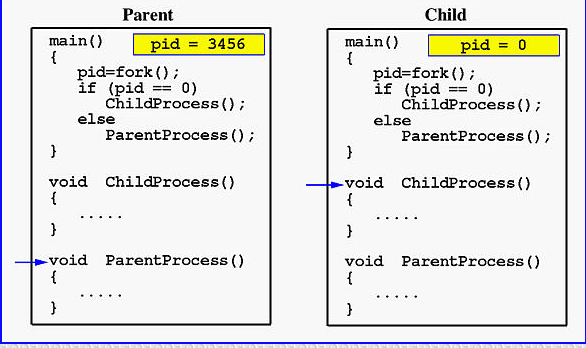 Parent
main() pid = 3456
{
pid=fork();
if (pid == 0)
ChildProcess();
else
ParentProcess();
}
void ChildProcess()
{
.....
}
void ParentProcess()
{
.....
}
Child
main() pid = 0
{
pid=fork();
if (pid == 0)
ChildProcess();
else
ParentProcess();
}
void ChildProcess()
{
.....
}
void ParentProcess()
{
.....
}